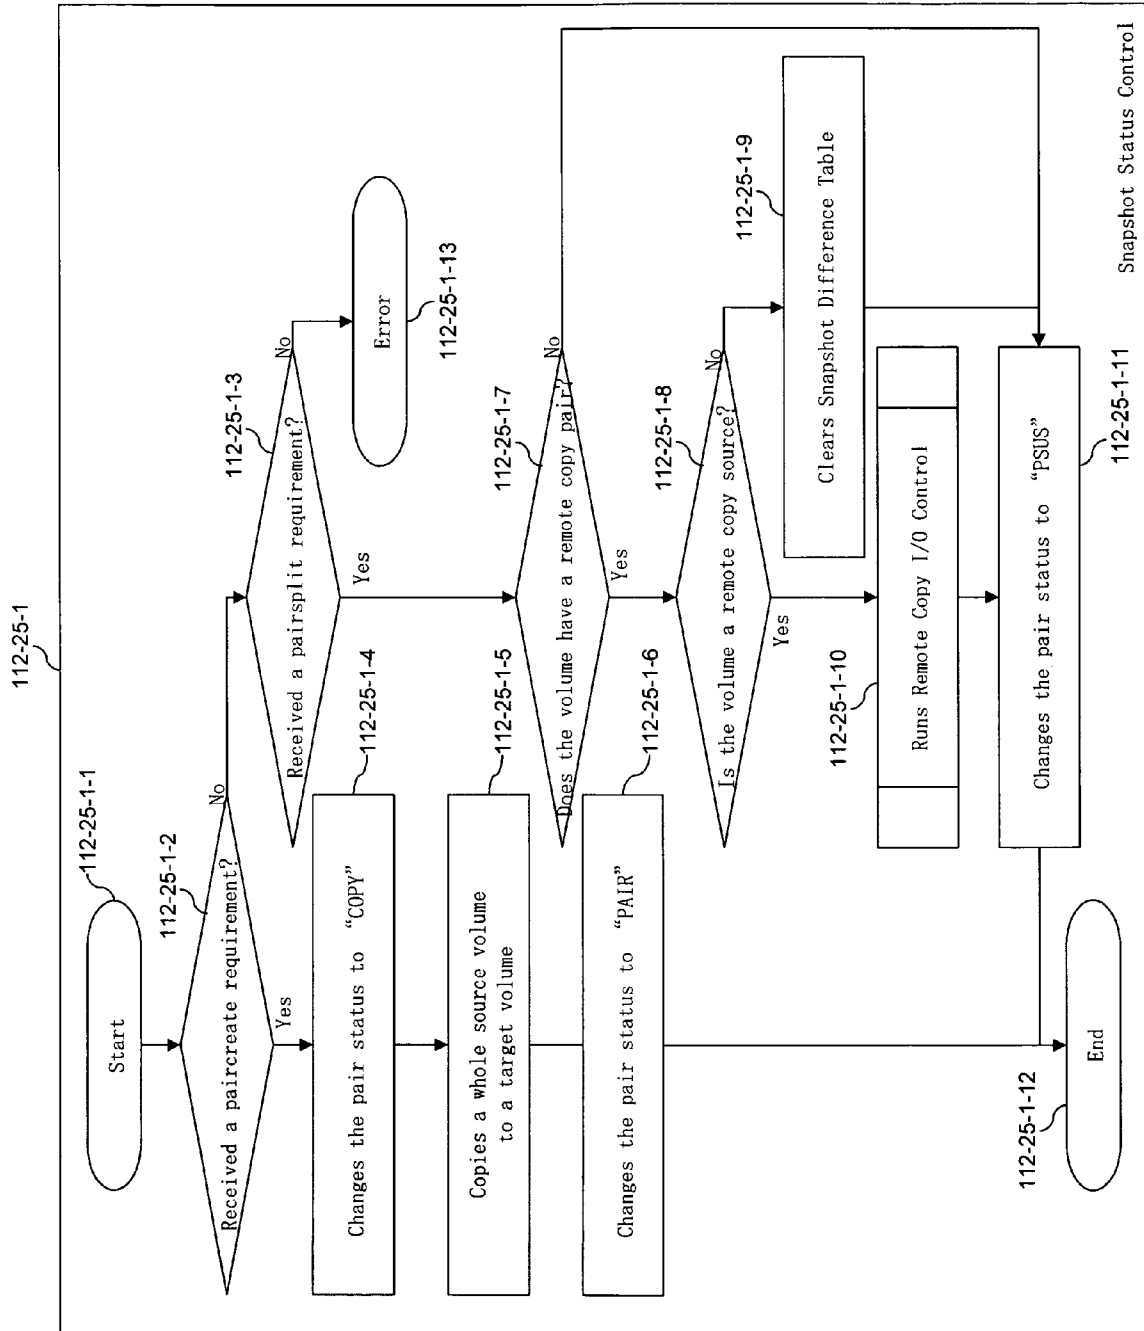 112-25-1
Start
112-25-1-1
Received a paircreate requirement?
112-25-1-2
No
Yes
Received a pairsplit requirement?
112-25-1-3
No
Yes
Error
112-25-1-13
Changes the pair status to "COPY"
112-25-1-4
Copies a whole source volume
to a target volume
112-25-1-5
Changes the pair status to "PAIR"
112-25-1-6
Does the volume have a remote copy pair?
112-25-1-7
No
Yes
Is the volume a remote copy source?
112-25-1-8
No
Yes
Clears Snapshot Difference Table
112-25-1-9
Runs Remote Copy I/O Control
112-25-1-10
Changes the pair status to "PSUS"
112-25-1-11
End
112-25-1-12
Snapshot Status Control